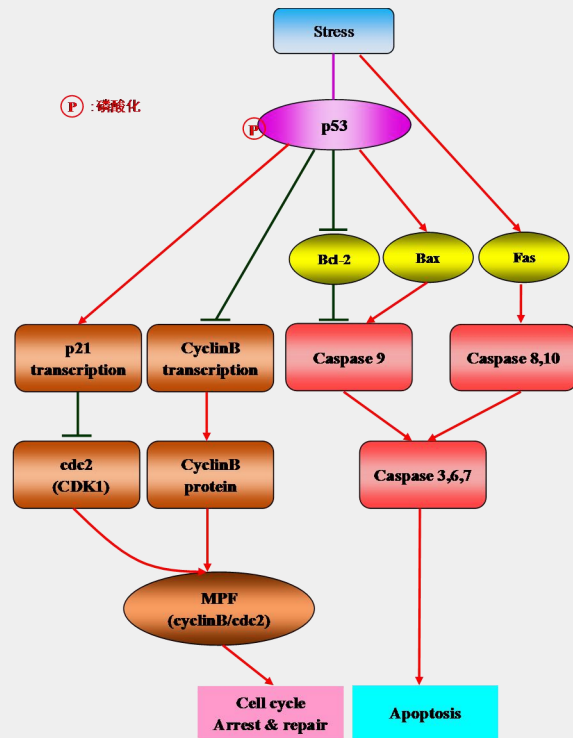 Stress
P :磷酸化
P
p53
Bcl-2
Bax
Fas
p21
transcription
CyclinB
transcription
Caspase 9
Caspase 8,10
cdc2
(CDK1)
CyclinB
protein
Caspase 3,6,7
MPF
(cyclinB/cdc2)
Cell cycle
Arrest & repair
Apoptosis